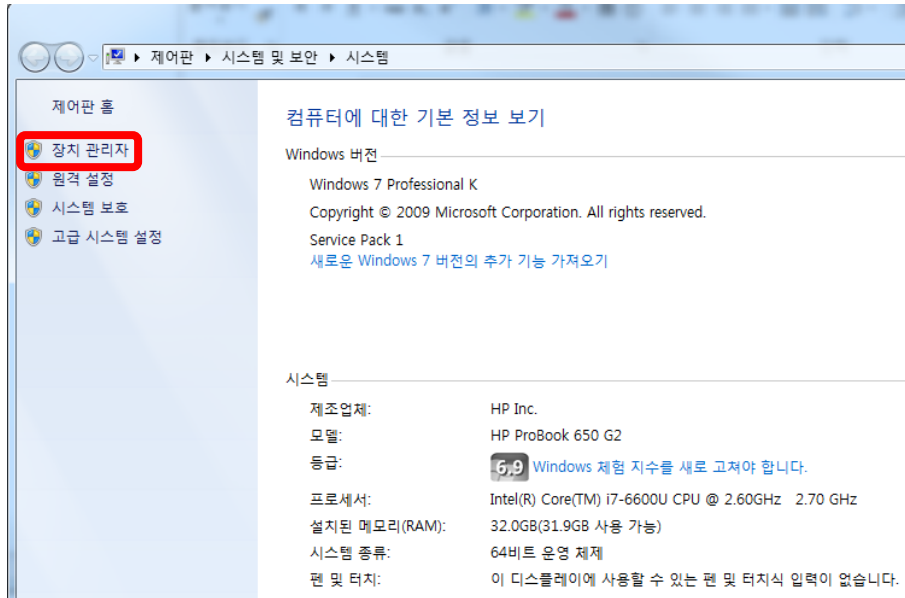 제어판 ▸ 시스템 및 보안 ▸ 시스템
제어판 홈
장치 관리자
원격 설정
시스템 보호
고급 시스템 설정
컴퓨터에 대한 기본 정보 보기
Windows 버전
Windows 7 Professional K
Copyright © 2009 Microsoft Corporation. All rights reserved.
Service Pack 1
새로운 Windows 7 버전의 추가 기능 가져오기
시스템
제조업체: HP Inc.
모델: HP ProBook 650 G2
등급: 6,9 Windows 체험 지수를 새로 고쳐야 합니다.
프로세서: Intel(R) Core(TM) i7-6600U CPU @ 2.60GHz 2.70 GHz
설치된 메모리(RAM): 32.0GB(31.9GB 사용 가능)
시스템 종류: 64비트 운영 체제
펜 및 터치: 이 디스플레이에 사용할 수 있는 펜 및 터치식 입력이 없습니다.